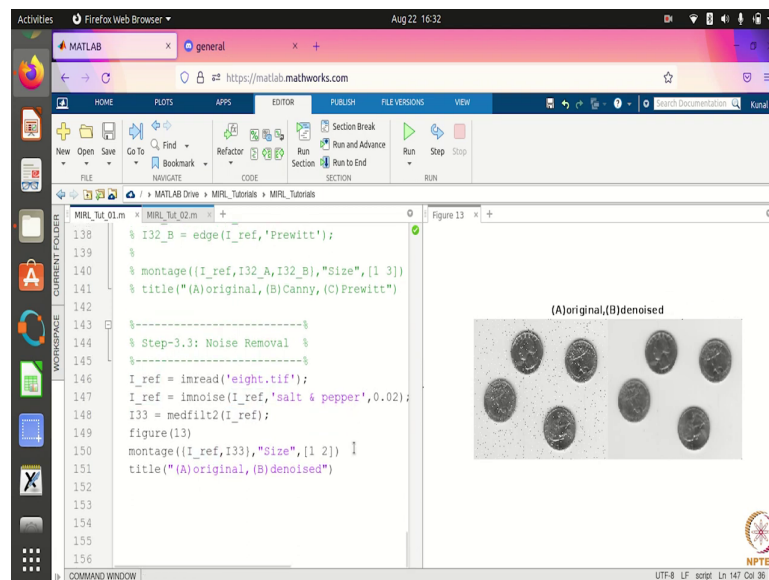 Activities Firefox Web Browser Aug 22 16:32
MATLAB × general × +
https://matlab.mathworks.com
HOME PLOTS APPS EDITOR PUBLISH FILE VERSIONS VIEW Search Documentation Kunal
New Open Save Go To Find Bookmark Refactor Run Section Section Break Run and Advance Run to End Run Step Stop
FILE NAVIGATE CODE SECTION RUN
/ > MATLAB Drive > MIRL_Tutorials > MIRL_Tutorials
CURRENT FOLDER
WORKSPACE
MIRL_Tut_01.m × MIRL_Tut_02.m × + Figure 13 × +
138 % I32_B = edge(I_ref,'Prewitt');
139 %
140 % montage({I_ref,I32_A,I32_B},"Size",[1 3])
141 % title("(A)original,(B)Canny,(C)Prewitt")
142
143 %--------------------------%
144 % Step-3.3: Noise Removal %
145 %--------------------------%
146 I_ref = imread('eight.tif');
147 I_ref = imnoise(I_ref,'salt & pepper',0.02);
148 I33 = medfilt2(I_ref);
149 figure(13)
150 montage({I_ref,I33},"Size",[1 2])
151 title("(A)original,(B)denoised")
152
153
154
155
156
(A)original,(B)denoised
NPTE
COMMAND WINDOW UTF-8 LF script Ln 147 Col 36